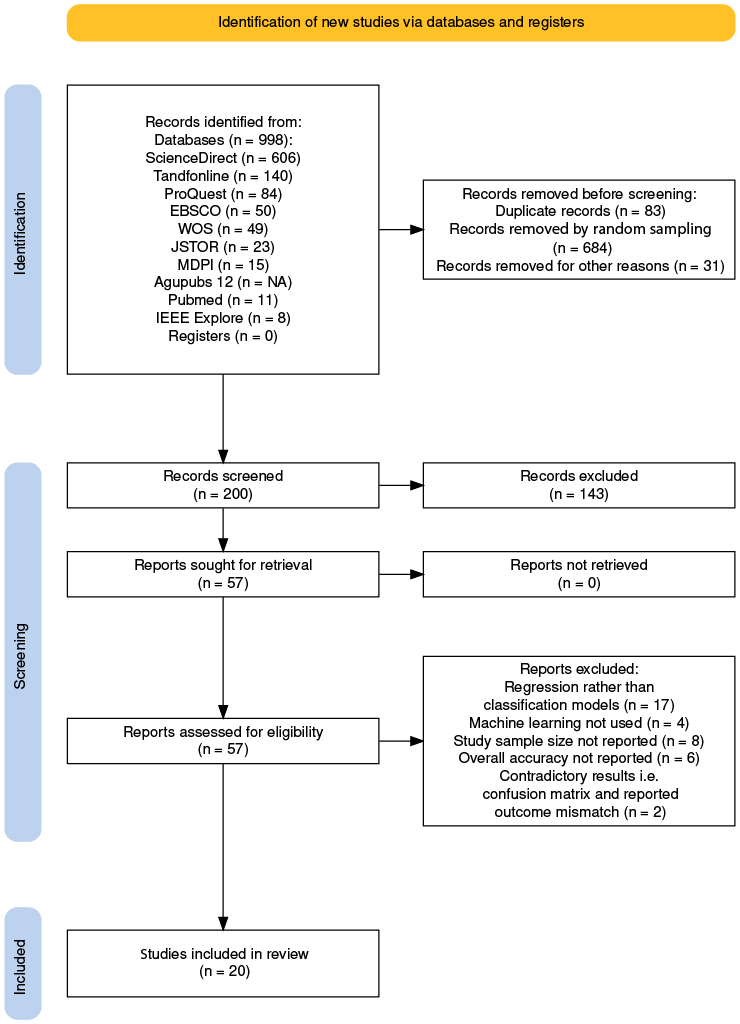 Identification of new studies via databases and registers
Identification
Records identified from:
Databases (n = 998):
ScienceDirect (n = 606)
Tandfonline (n = 140)
ProQuest (n = 84)
EBSCO (n = 50)
WOS (n = 49)
JSTOR (n = 23)
MDPI (n = 15)
Agupubs 12 (n = NA)
Pubmed (n = 11)
IEEE Explore (n = 8)
Registers (n = 0)
Records removed before screening:
Duplicate records (n = 83)
Records removed by random sampling
(n = 684)
Records removed for other reasons (n = 31)
Screening
Records screened
(n = 200)
Records excluded
(n = 143)
Reports sought for retrieval
(n = 57)
Reports not retrieved
(n = 0)
Reports assessed for eligibility
(n = 57)
Reports excluded:
Regression rather than
classification models (n = 17)
Machine learning not used (n = 4)
Study sample size not reported (n = 8)
Overall accuracy not reported (n = 6)
Contradictory results i.e.
confusion matrix and reported
outcome mismatch (n = 2)
Included
Studies included in review
(n = 20)